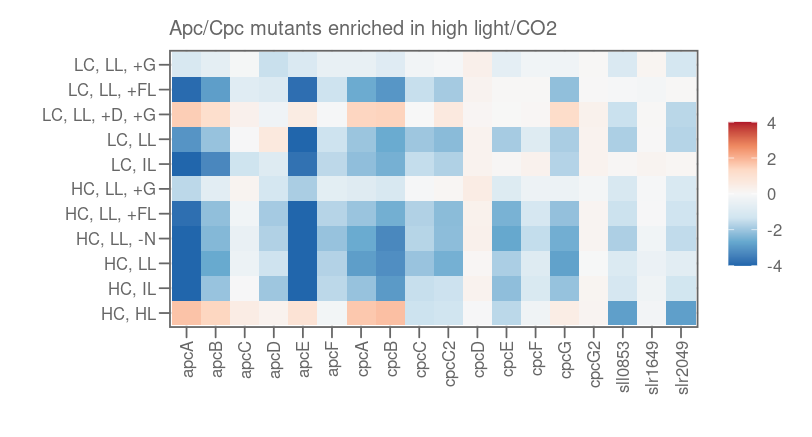 Apc/Cpc mutants enriched in high light/CO2
LC, LL, +G
LC, LL, +FL
LC, LL, +D, +G
LC, LL
LC, IL
HC, LL, +G
HC, LL, +FL
HC, LL, -N
HC, LL
HC, IL
HC, HL
apcA
apcB
apcC
apcD
apcE
apcF
cpcA
cpcB
cpcC
cpcC2
cpcD
cpcE
cpcF
cpcG
cpcG2
sll0853
slr1649
slr2049
4
2
0
-2
-4